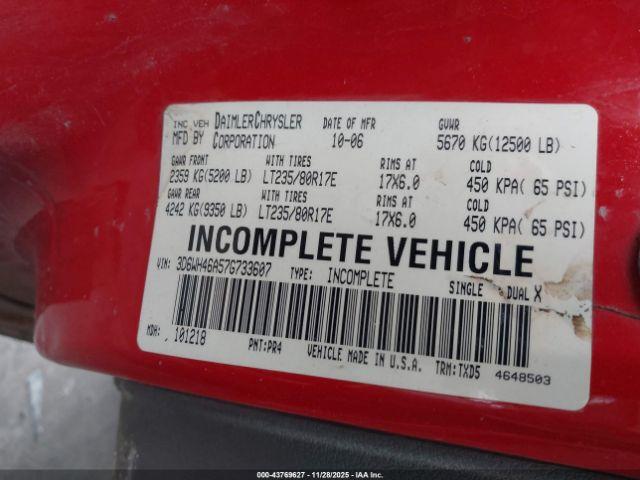 INC VEH DAIMLERCHRYSLER DATE OF MFR GVWR
MFD BY CORPORATION 10-06 5670 KG(12500 LB)
GAWR FRONT WITH TIRES RIMS AT COLD
2359 KG(5200 LB) LT235/80R17E 17X6.0 450 KPA( 65 PSI)
GAWR REAR WITH TIRES RIMS AT COLD
4242 KG(9350 LB) LT235/80R17E 17X6.0 450 KPA( 65 PSI)
INCOMPLETE VEHICLE
VIN: 3D6WH46A57G733607 TYPE: INCOMPLETE SINGLE DUAL X
MDH: 101218 PNT:PR4 VEHICLE MADE IN U.S.A. TRM:TXD5 4648503
00-43769627 - 11/28/2025 - IAA Inc.